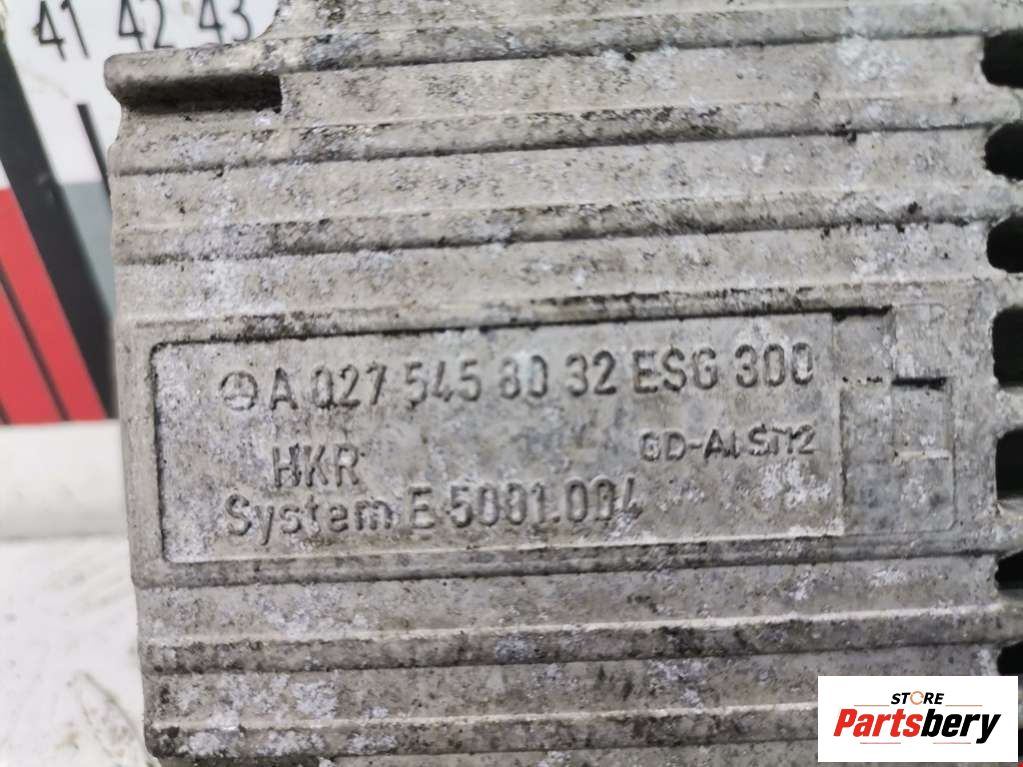 41 42 43
A 027 545 80 32 ESG 300
HKR
GD-AlSi12
System E 5001.004
STORE
Partsbery